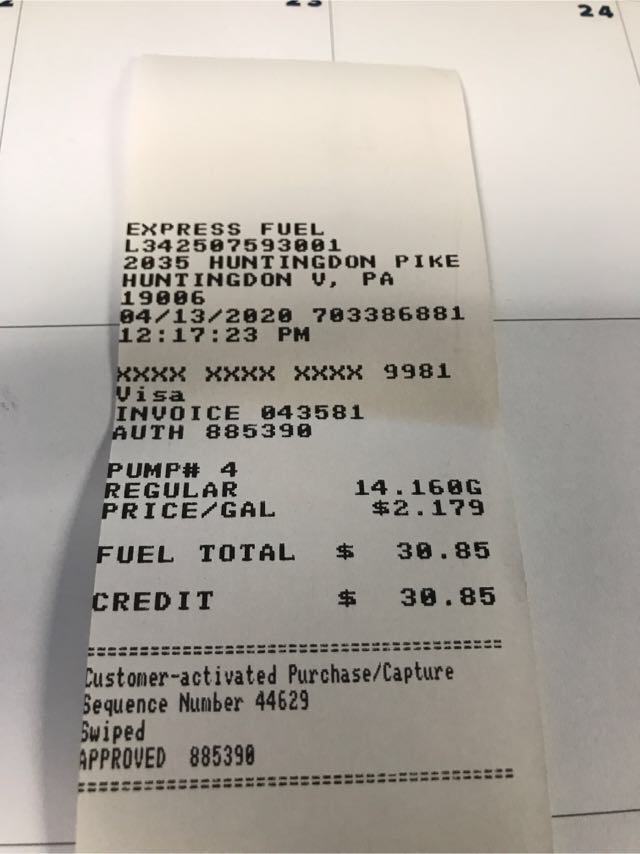 24
EXPRESS FUEL
L342507593001
2035 HUNTINGDON PIKE
HUNTINGDON V, PA
19006
04/13/2020 703386881
12:17:23 PM
XXXX XXXX XXXX 9981
Visa
INVOICE 043581
AUTH 885390
PUMP# 4
REGULAR 14.160G
PRICE/GAL $2.179
FUEL TOTAL $ 30.85
CREDIT $ 30.85
==================================================
Customer-activated Purchase/Capture
Sequence Number 44629
Swiped
APPROVED 885390
==================================================